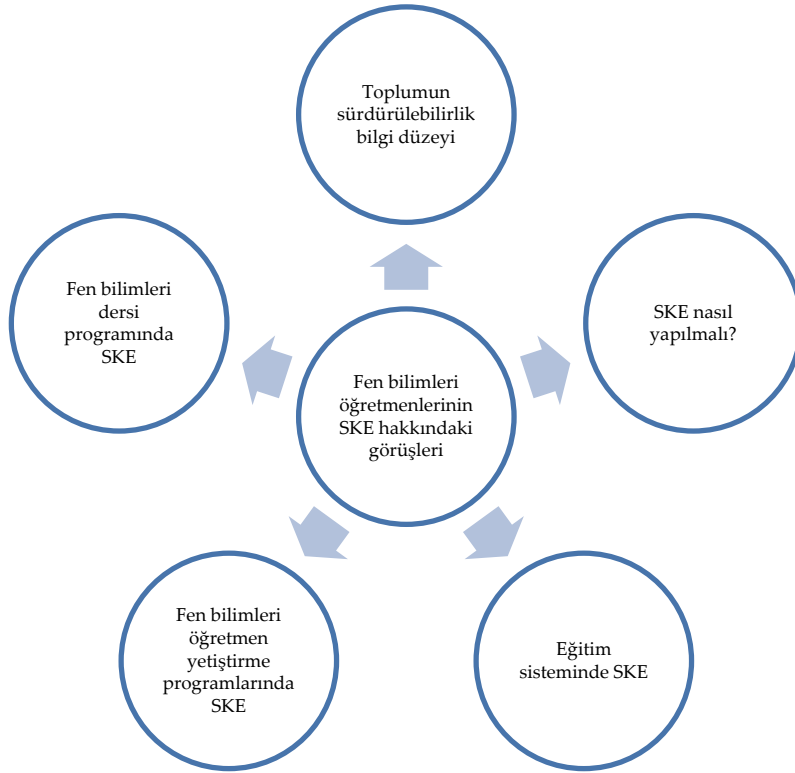 Toplumun
sürdürülebilirlik
bilgi düzeyi
Fen bilimleri
dersi
programında
SKE
SKE nasıl
yapılmalı?
Fen bilimleri
öğretmenlerinin
SKE hakkındaki
görüşleri
Fen bilimleri
öğretmen
yetiştirme
programlarında
SKE
Eğitim
sisteminde SKE